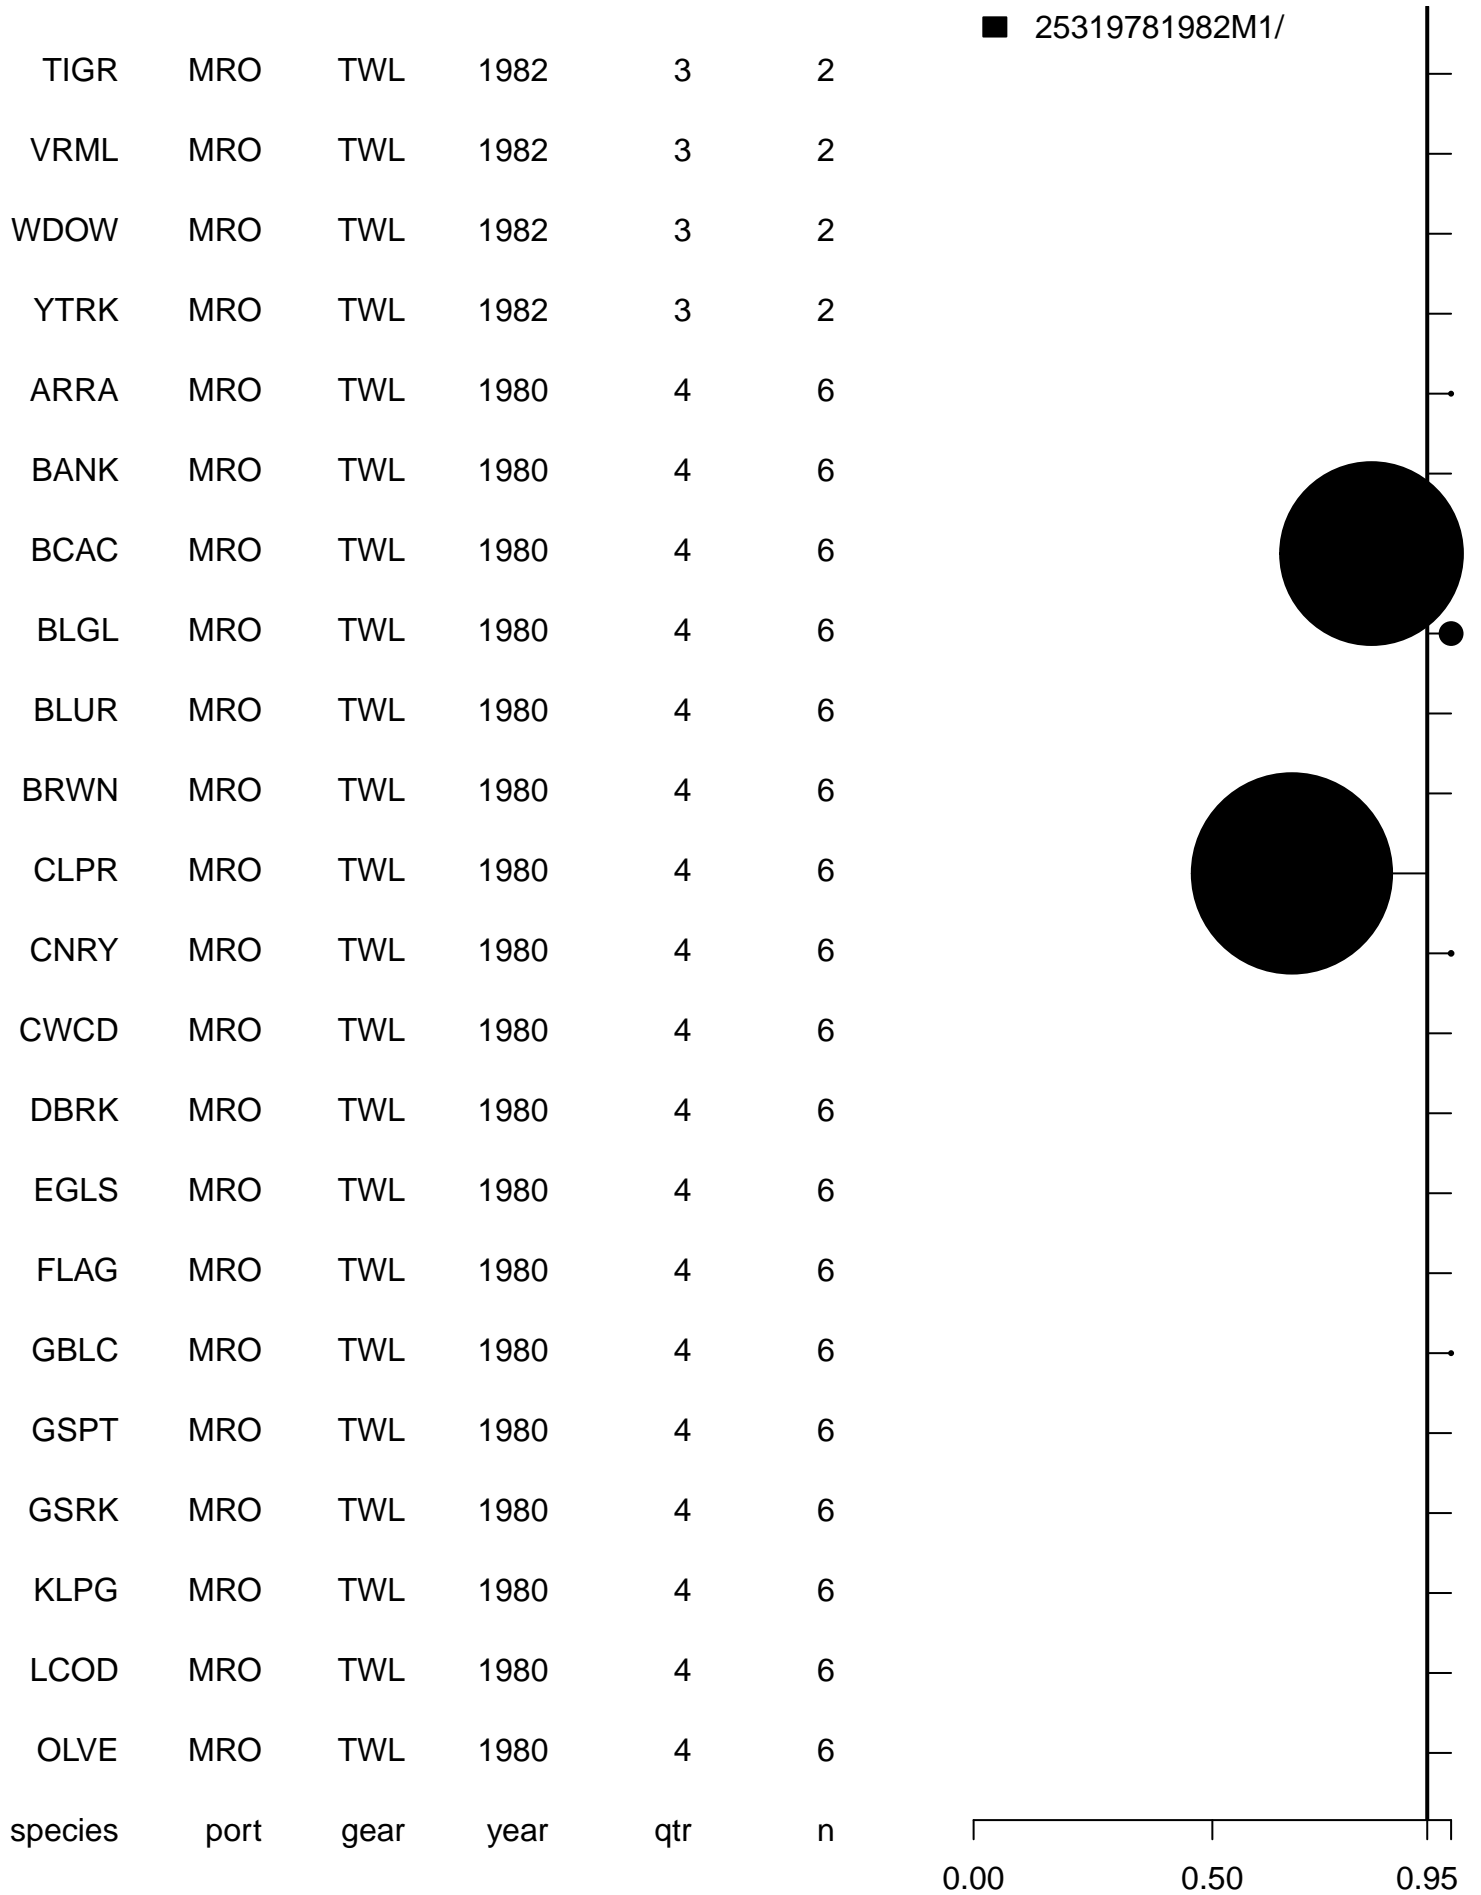 25319781982M1/
TIGR MRO TWL 1982 3 2
VRML MRO TWL 1982 3 2
WDOW MRO TWL 1982 3 2
YTRK MRO TWL 1982 3 2
ARRA MRO TWL 1980 4 6
BANK MRO TWL 1980 4 6
BCAC MRO TWL 1980 4 6
BLGL MRO TWL 1980 4 6
BLUR MRO TWL 1980 4 6
BRWN MRO TWL 1980 4 6
CLPR MRO TWL 1980 4 6
CNRY MRO TWL 1980 4 6
CWCD MRO TWL 1980 4 6
DBRK MRO TWL 1980 4 6
EGLS MRO TWL 1980 4 6
FLAG MRO TWL 1980 4 6
GBLC MRO TWL 1980 4 6
GSPT MRO TWL 1980 4 6
GSRK MRO TWL 1980 4 6
KLPG MRO TWL 1980 4 6
LCOD MRO TWL 1980 4 6
OLVE MRO TWL 1980 4 6
species port gear year qtr n
0.00 0.50 0.95